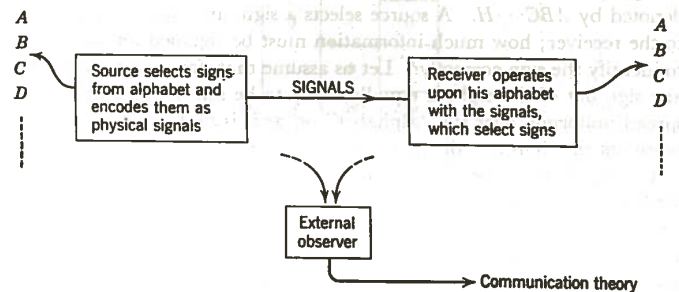 A
B
C
D
Source selects signs
from alphabet and
encodes them as
physical signals
SIGNALS
Receiver operates
upon his alphabet
with the signals,
which select signs
A
B
C
D
External
observer
Communication theory